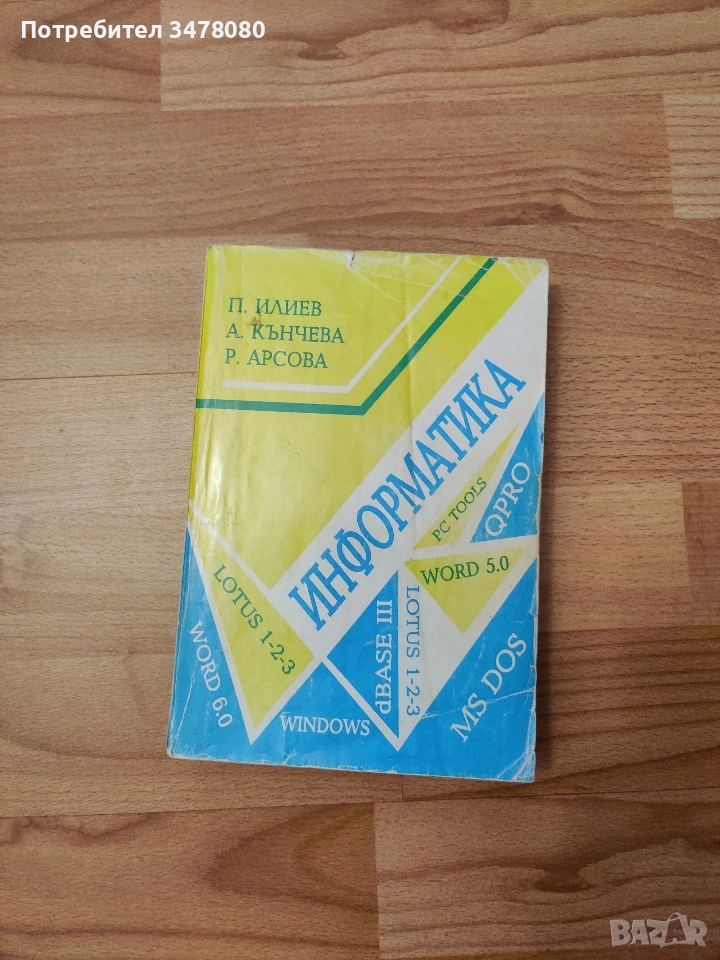 Потребител 3478080
П. ИЛИЕВ
А. КЪНЧЕВА
Р. АРСОВА
ИНФОРМАТИКА
PC TOOLS
QPRO
WORD 5.0
LOTUS 1-2-3
WORD 6.0
WINDOWS
dBASE III
LOTUS 1-2-3
MS DOS
BAZAR